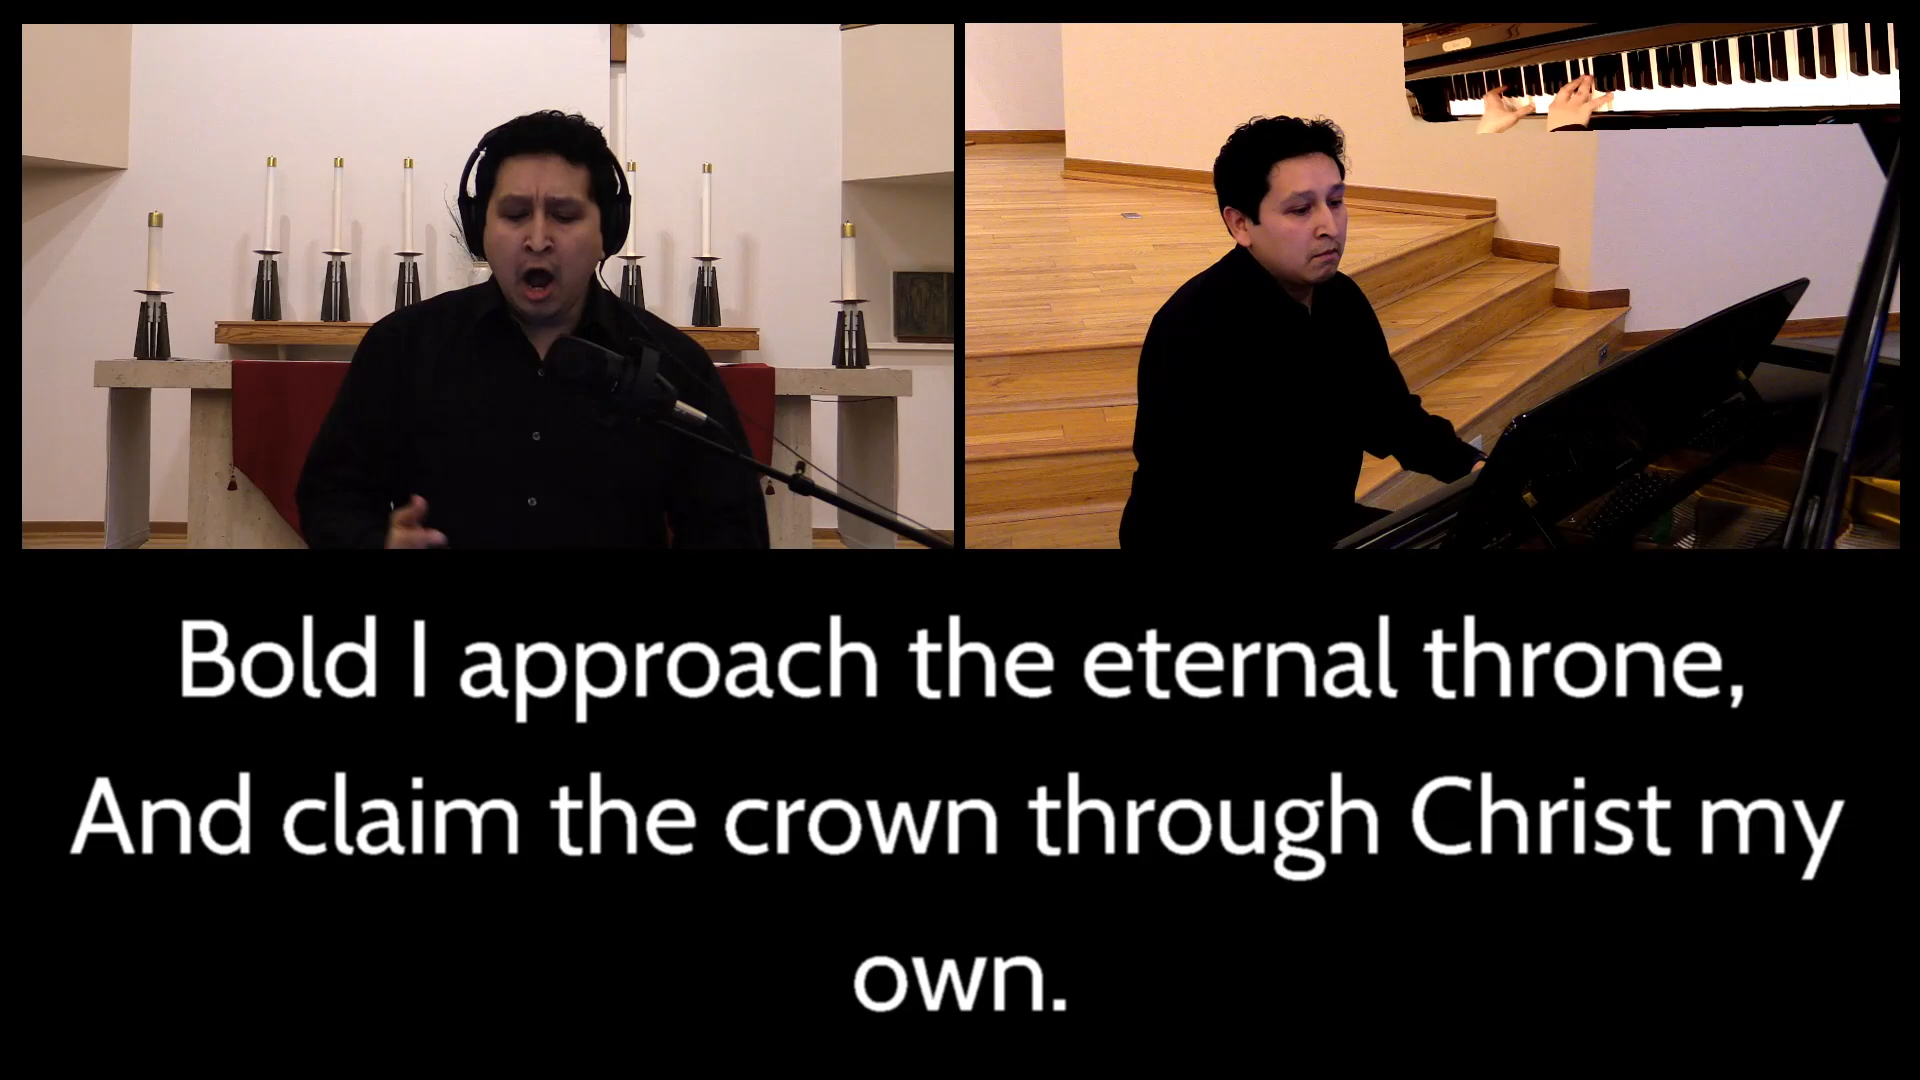 Bold I approach the eternal throne,
And claim the crown through Christ my
own.